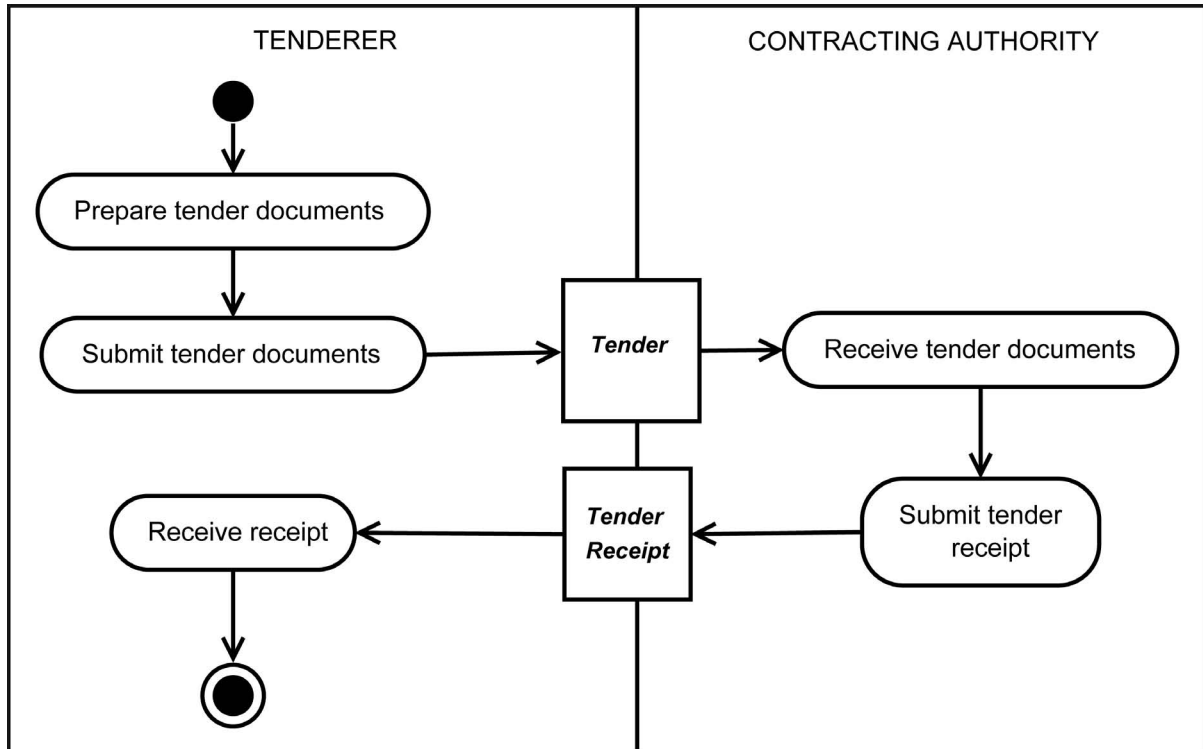 TENDERER
CONTRACTING AUTHORITY
Prepare tender documents
Submit tender documents
Tender
Receive tender documents
Receive receipt
Tender
Receipt
Submit tender
receipt